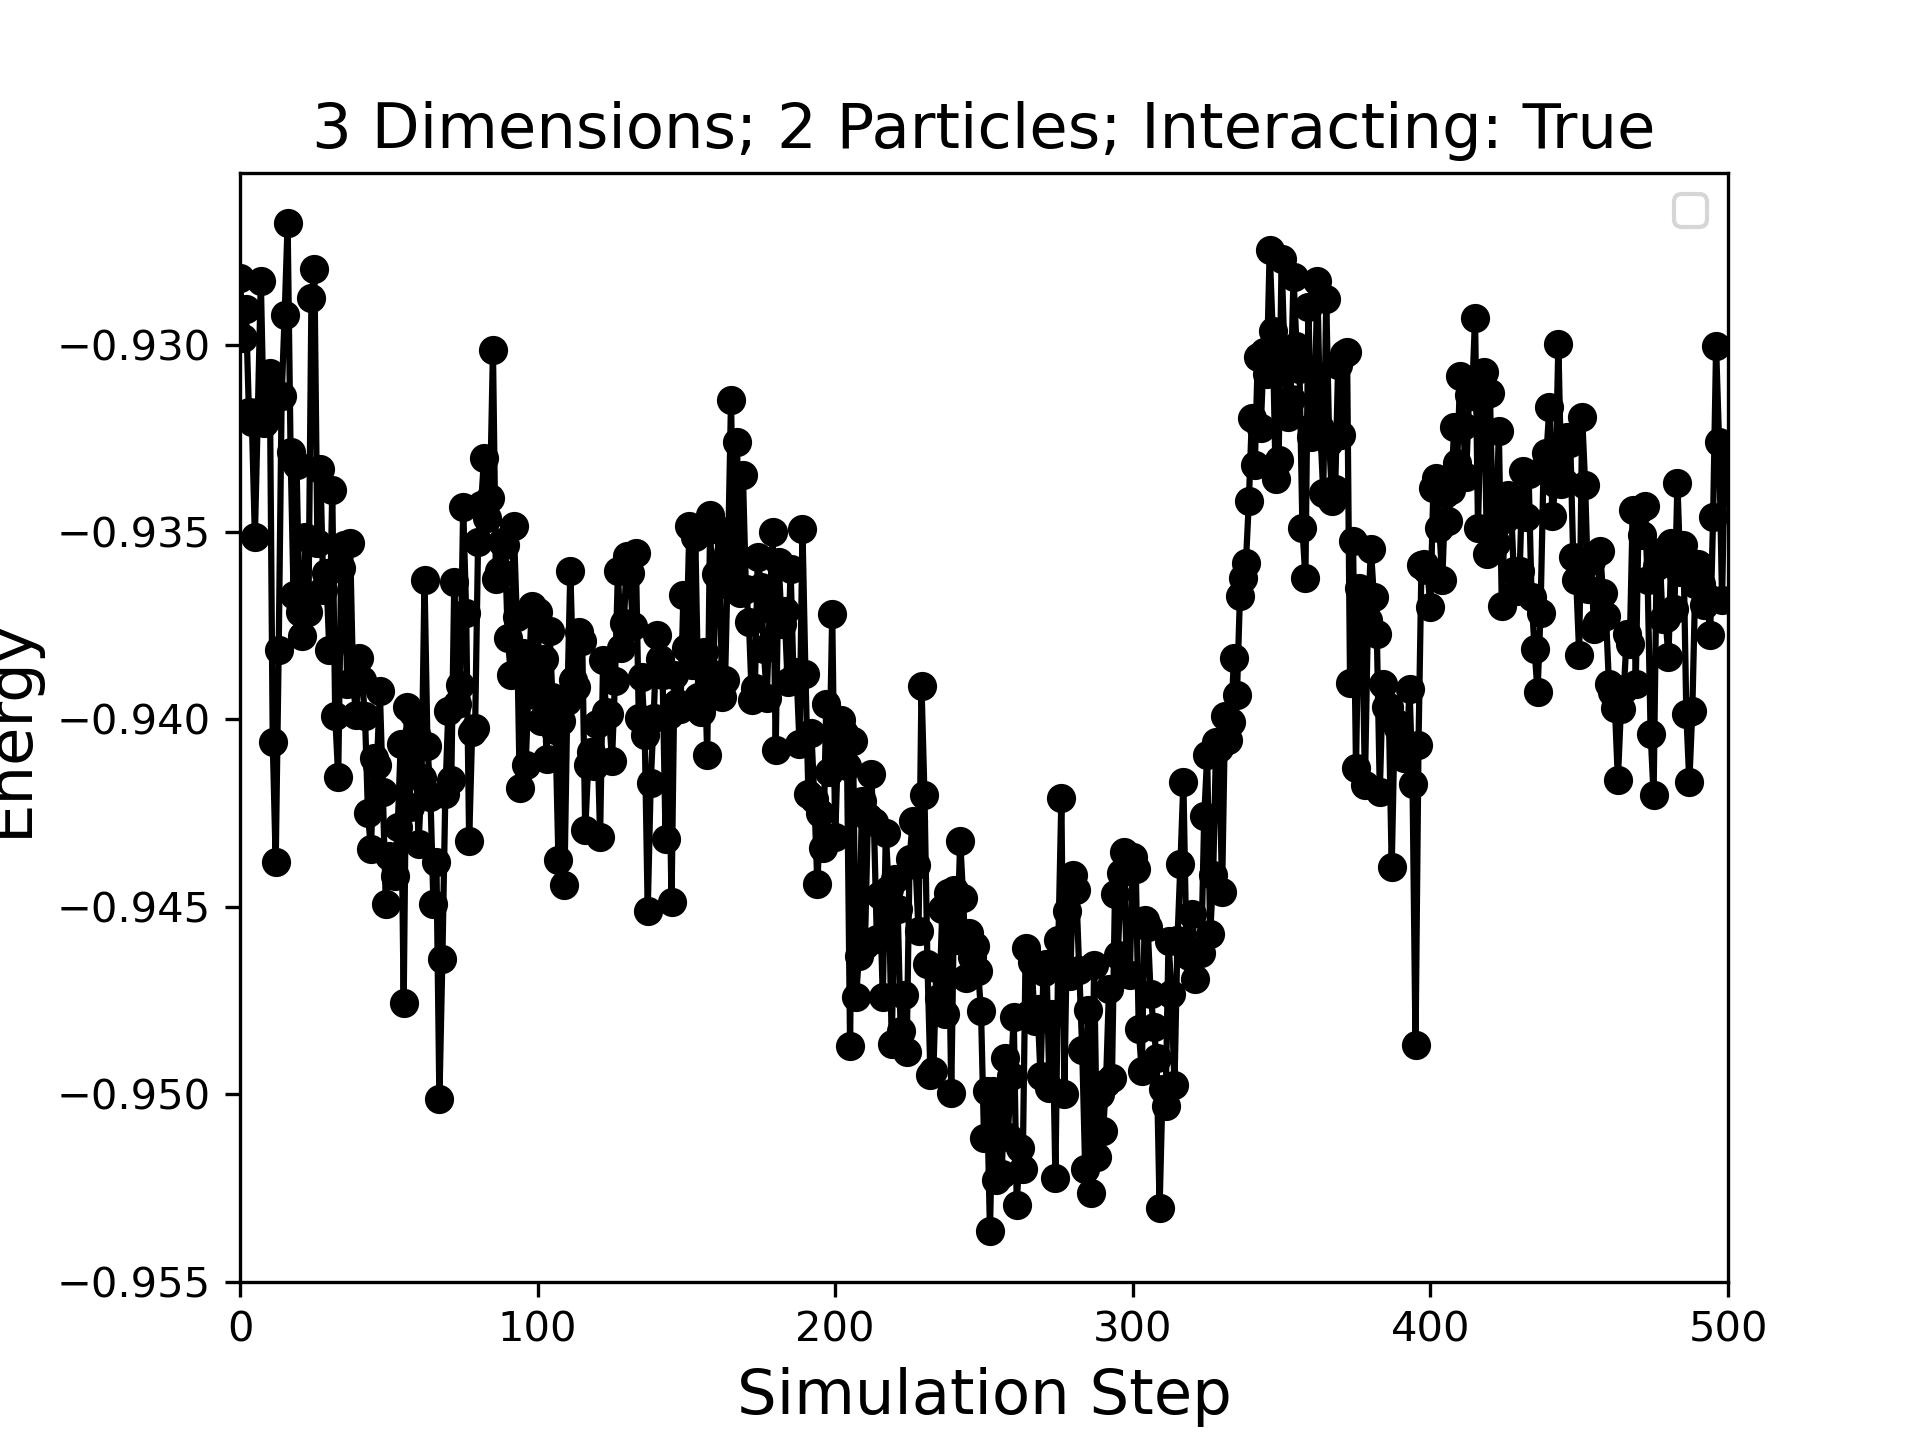 3 Dimensions; 2 Particles; Interacting: True
Energy
−0.930
−0.935
−0.940
−0.945
−0.950
−0.955
0 100 200 300 400 500
Simulation Step